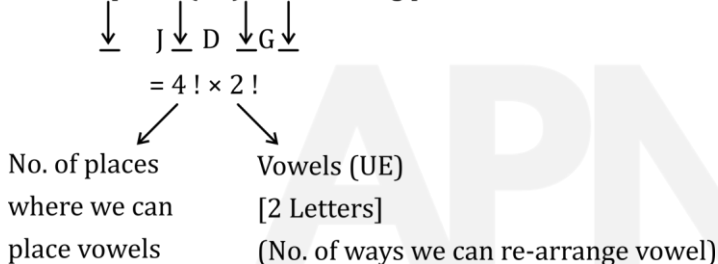 J D G
= 4 ! × 2 !
No. of places
where we can
place vowels
Vowels (UE)
[2 Letters]
(No. of ways we can re-arrange vowel)
APN